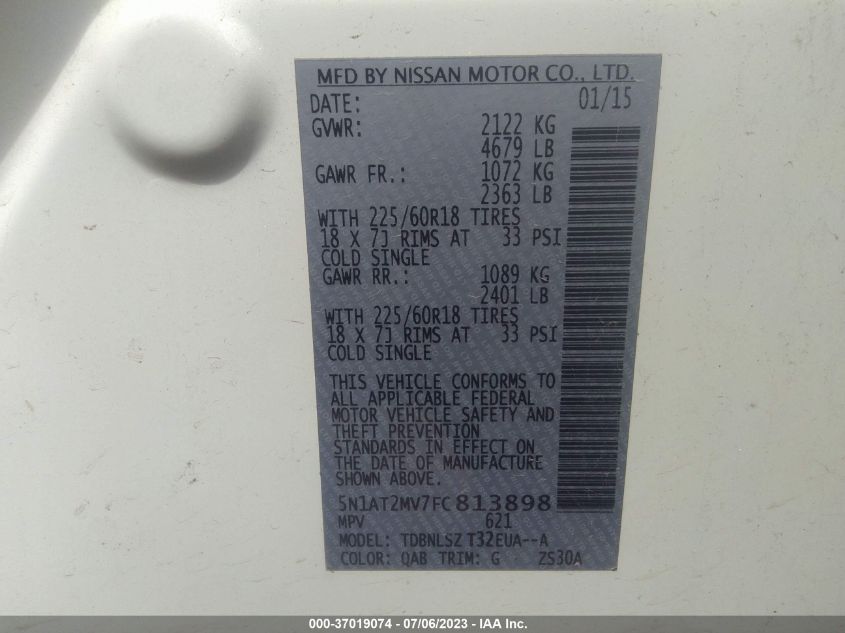 MFD BY NISSAN MOTOR CO., LTD.
DATE: 01/15
GVWR: 2122 KG
4679 LB
GAWR FR.: 1072 KG
2363 LB
WITH 225/60R18 TIRES
18 X 7J RIMS AT 33 PSI
COLD SINGLE
GAWR RR.: 1089 KG
2401 LB
WITH 225/60R18 TIRES
18 X 7J RIMS AT 33 PSI
COLD SINGLE
THIS VEHICLE CONFORMS TO
ALL APPLICABLE FEDERAL
MOTOR VEHICLE SAFETY AND
THEFT PREVENTION
STANDARDS IN EFFECT ON
THE DATE OF MANUFACTURE
SHOWN ABOVE.
5N1AT2MV7FC813898
MPV 621
MODEL: TDBNLSZ T32EUA--A
COLOR: QAB TRIM: G ZS30A
000-37019074 - 07/06/2023 - 1st Inc.